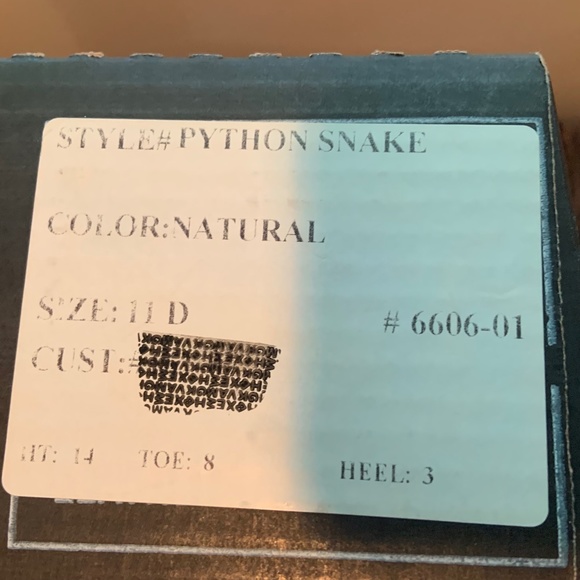 STYLE# PYTHON SNAKE
COLOR:NATURAL
SIZE: 11 D
# 6606-01
CUST:#
HT: 14 TOE: 8 HEEL: 3